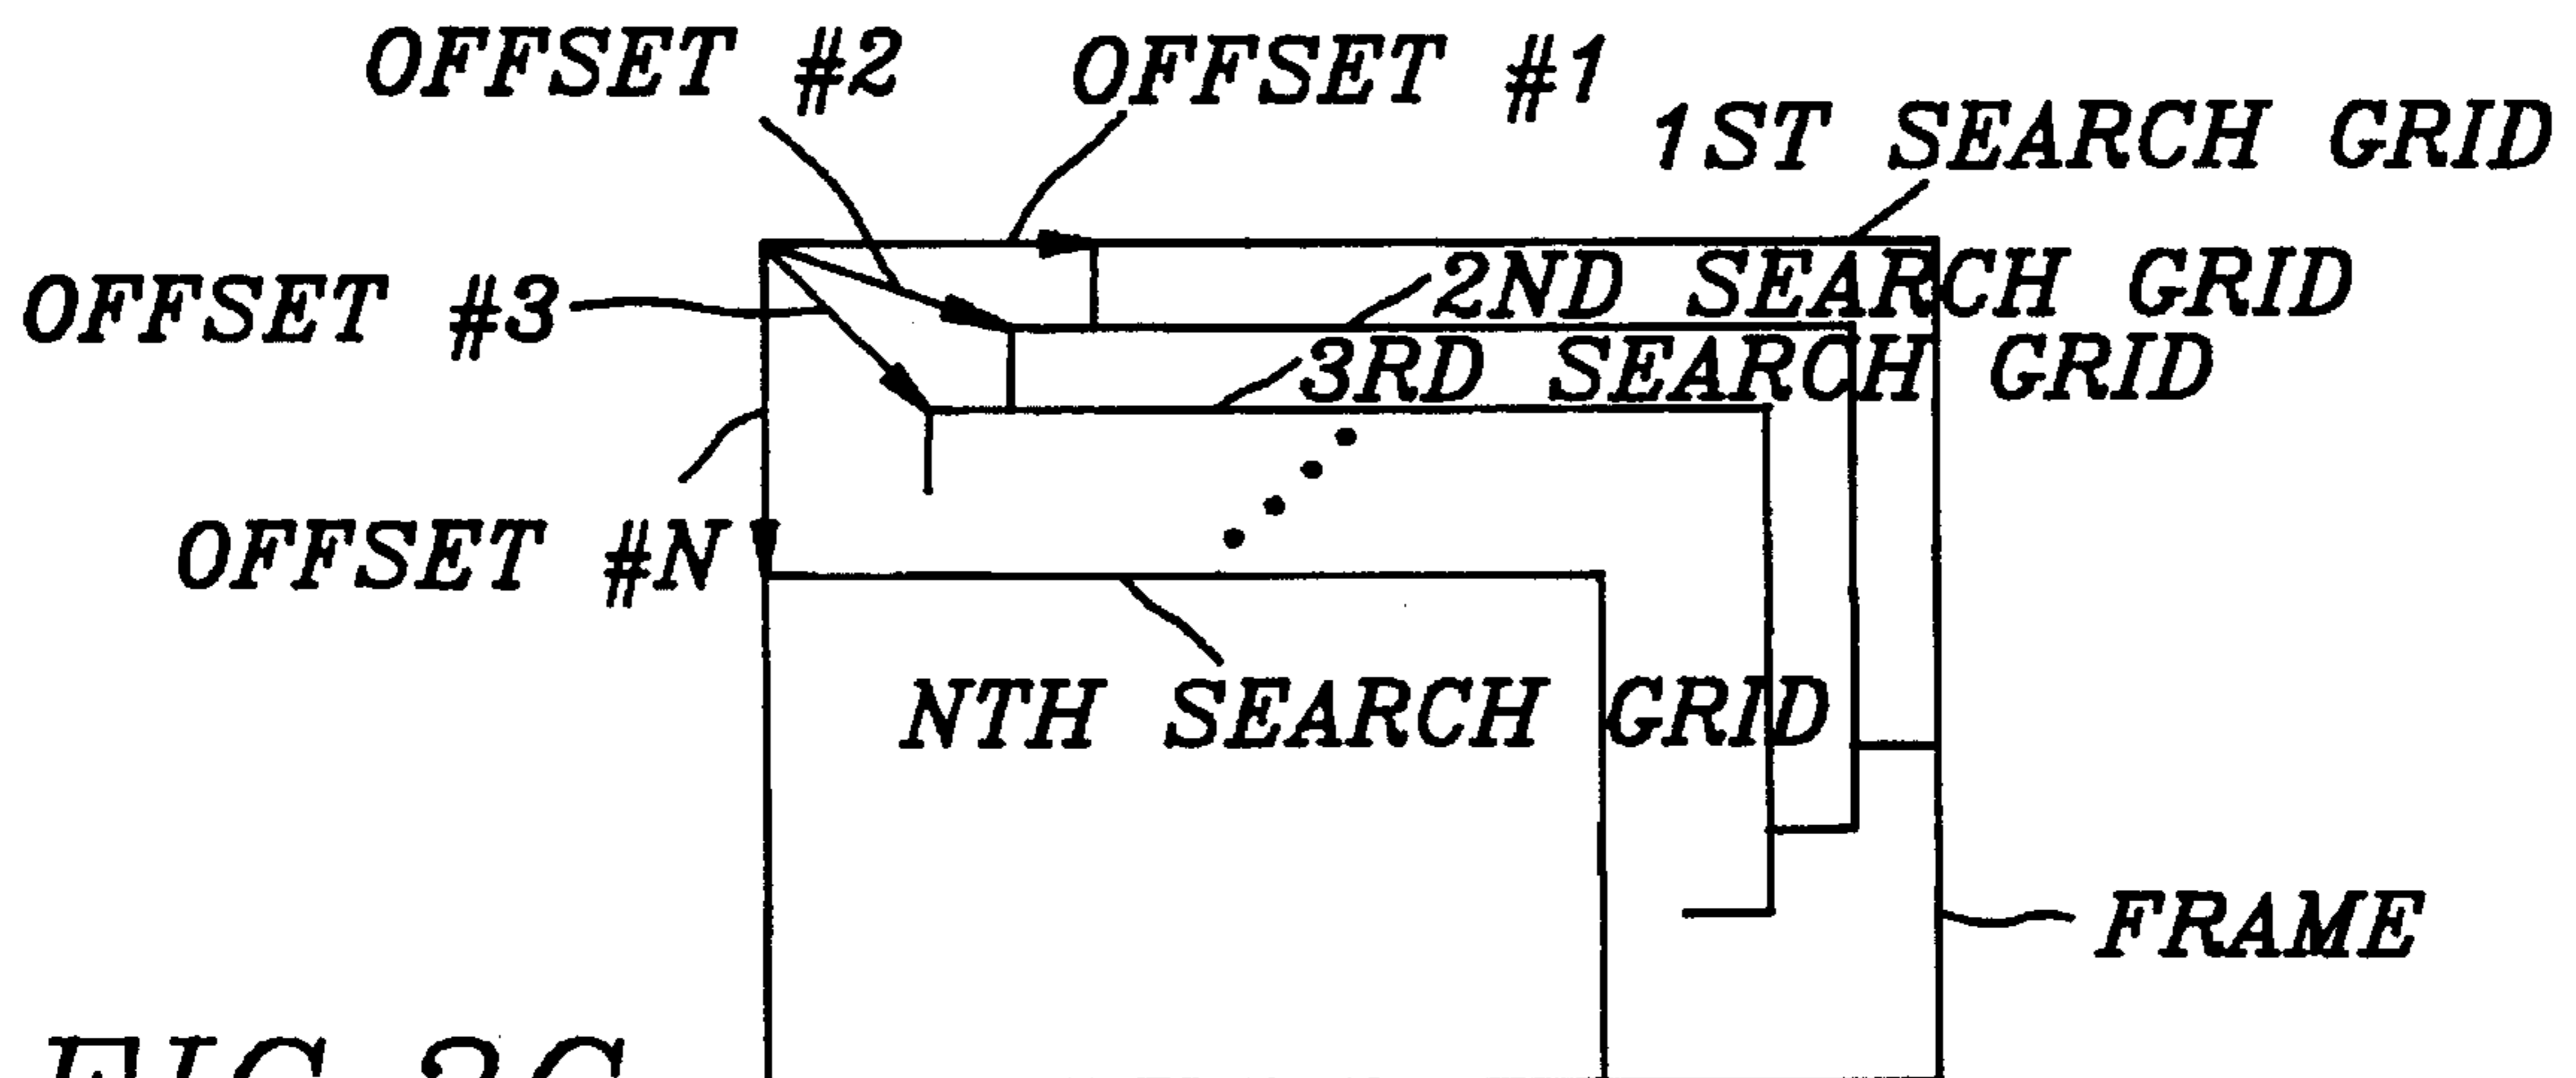 OFFSET #2
OFFSET #1
1ST SEARCH GRID
2ND SEARCH GRID
OFFSET #3
3RD SEARCH GRID
OFFSET #N
NTH SEARCH GRID
FRAME